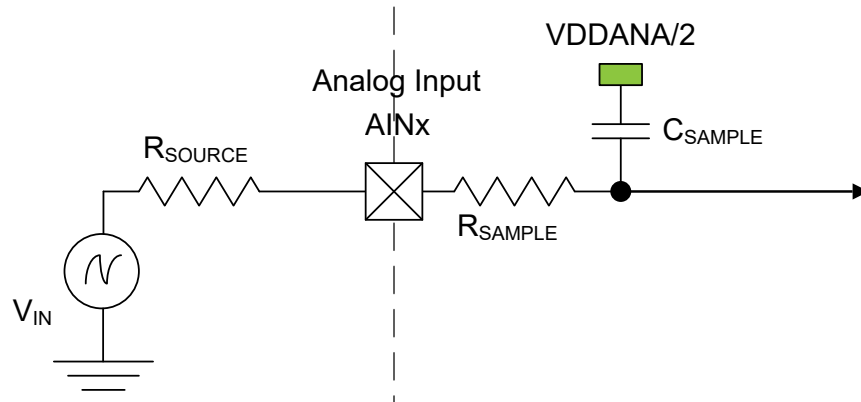 VDDANA/2
Analog Input
AINx
CSAMPLE
RSOURCE
RSAMPLE
VIN